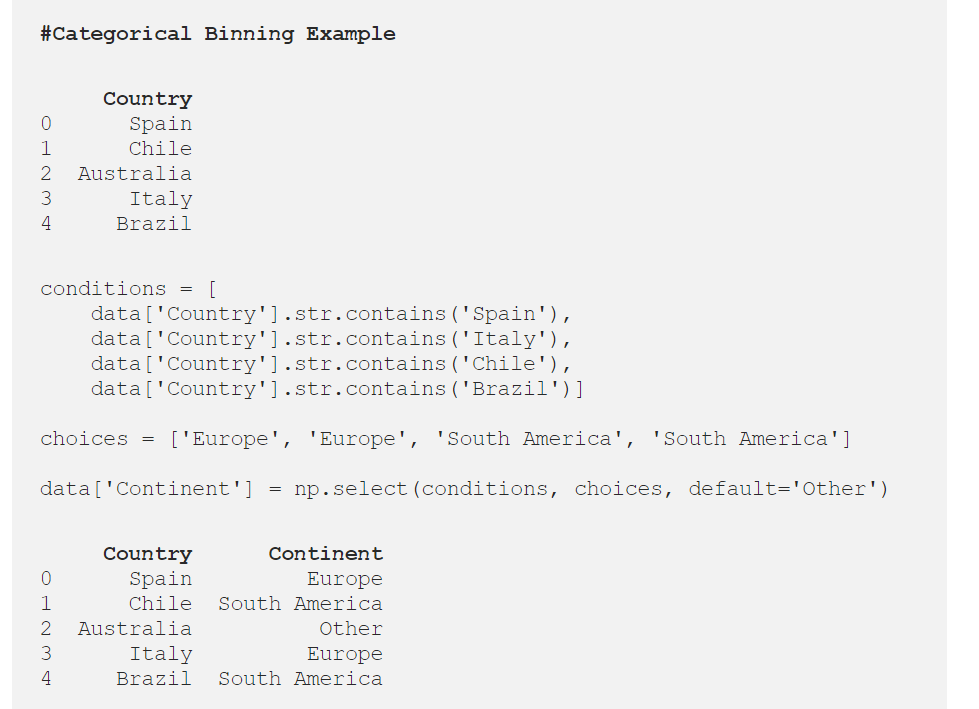 #Categorical Binning Example
Country
0 Spain
1 Chile
2 Australia
3 Italy
4 Brazil
conditions = [
    data['Country'].str.contains('Spain'),
    data['Country'].str.contains('Italy'),
    data['Country'].str.contains('Chile'),
    data['Country'].str.contains('Brazil')]
choices = ['Europe', 'Europe', 'South America', 'South America']
data['Continent'] = np.select(conditions, choices, default='Other')
Country Continent
0 Spain Europe
1 Chile South America
2 Australia Other
3 Italy Europe
4 Brazil South America